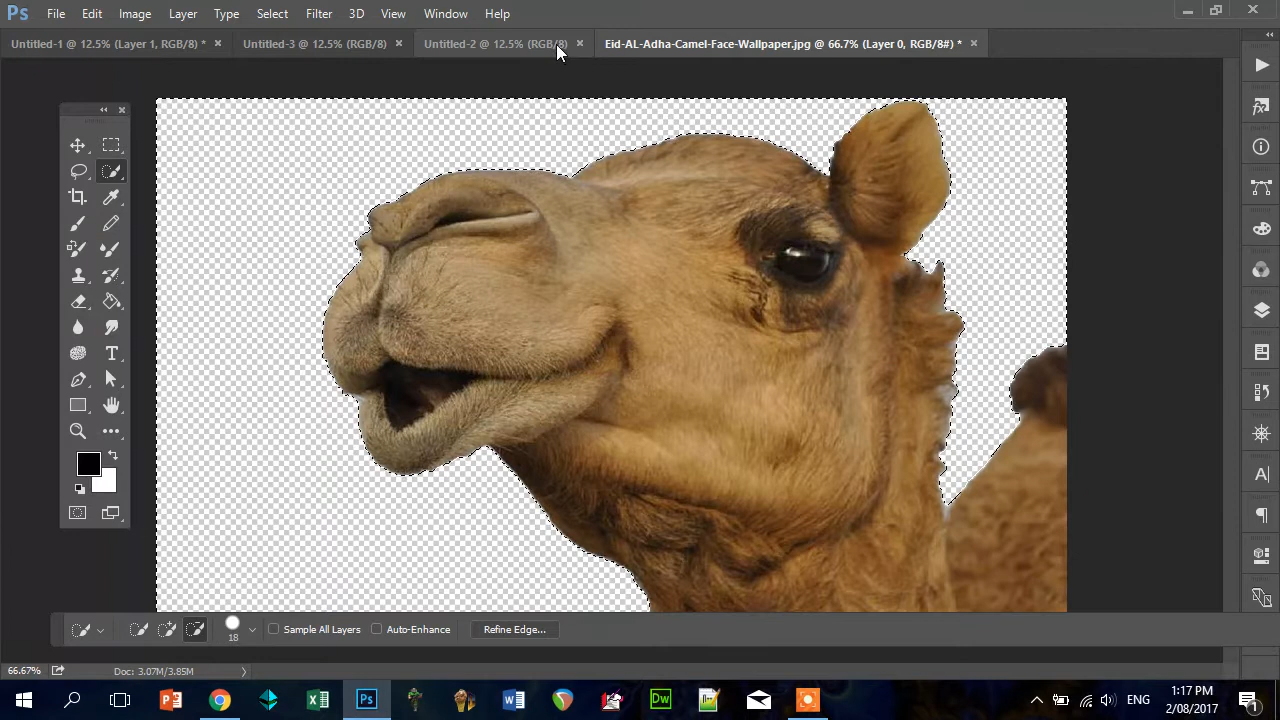 Ps File Edit Image Layer Type Select Filter 3D View Window Help
Untitled-1 @ 12.5% (Layer 1, RGB/8) * × Untitled-3 @ 12.5% (RGB/8) × Untitled-2 @ 12.5% (RGB/8) × Eid-AL-Adha-Camel-Face-Wallpaper.jpg @ 66.7% (Layer 0, RGB/8#) * ×
18 Sample All Layers Auto-Enhance Refine Edge...
66.67% Doc: 3.07M/3.85M
ENG 1:17 PM
2/08/2017